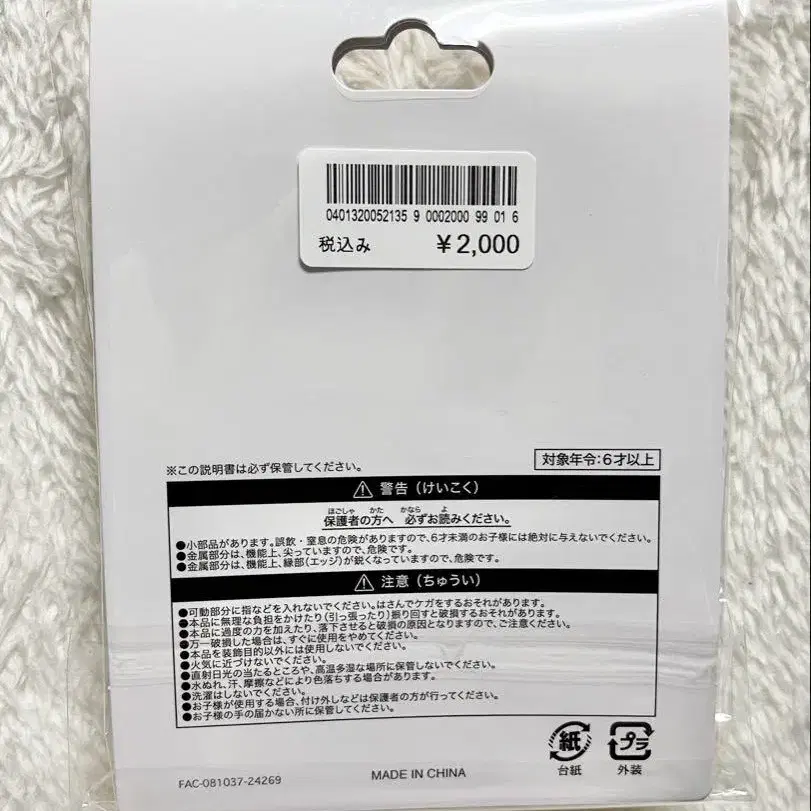 0401320052135 9 0002000 99 01 6
税込み ¥2,000
※この説明書は必ず保管してください。
対象年令:6才以上
⚠ 警告（けいこく）
ほごしゃ かた かなら よ
保護者の方へ 必ずお読みください。
●小部品があります。誤飲・窒息の危険がありますので、6才未満のお子様には絶対に与えないでください。
●金属部分は、機能上、尖っていますので、危険です。
●金属部分は、機能上、縁部（エッジ）が鋭くなっていますので、危険です。
⚠ 注意（ちゅうい）
●可動部分に指などを入れないでください。はさんでケガをするおそれがあります。
●本品に無理な負担をかけたり（引っ張ったり）振り回すと破損するおそれがあります。
●本品に過度の力を加えたり、落下させると破損の原因となりますので、ご注意ください。
●万一破損した場合は、すぐに使用をやめてください。
●本品を装飾目的以外には使用しないでください。
●火気に近づけないでください。
●直射日光の当たるところや、高温多湿な場所に保管しないでください。
●水ぬれ、汗、摩擦などにより色落ちする場合があります。
●洗濯はしないでください。
●お子様が使用する場合、付け外しなどは保護者の方が行ってください。
●お子様の手の届かない所に保管してください。
紙 プラ
台紙 外装
FAC-081037-24269
MADE IN CHINA